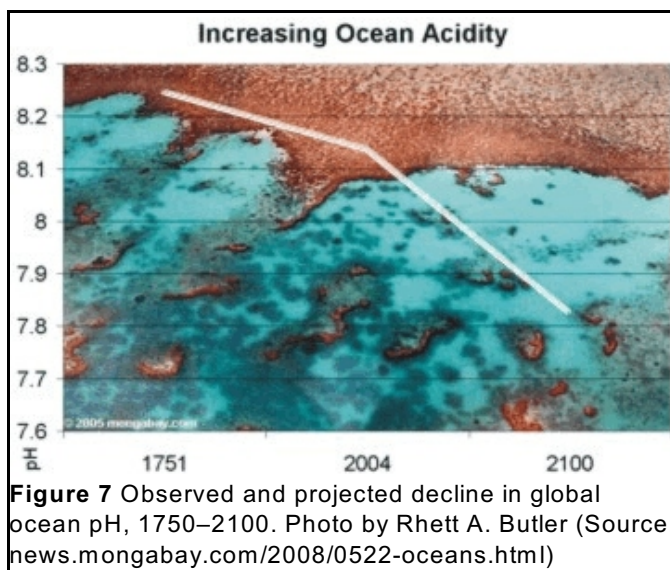 Increasing Ocean Acidity
8.3
8.2
8.1
8
7.9
7.8
7.7
7.6
© 2005 mongabay.com
pH
1751 2004 2100
Figure 7 Observed and projected decline in global
ocean pH, 1750–2100. Photo by Rhett A. Butler (Source
news.mongabay.com/2008/0522-oceans.html)